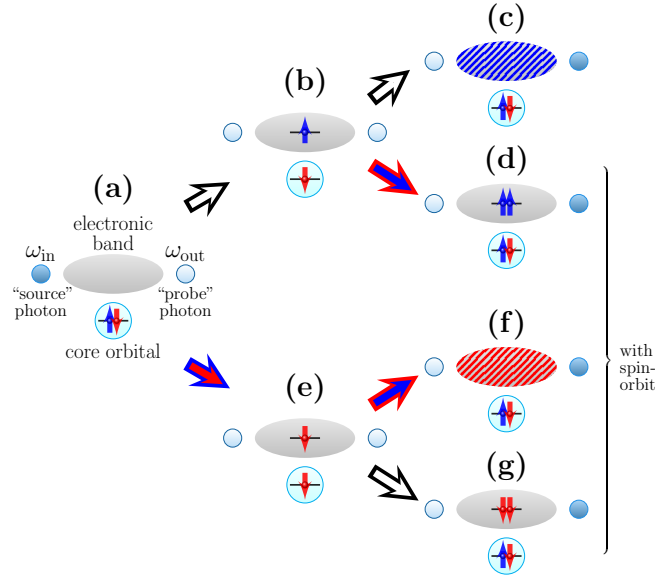 (c)
(b)
(d)
(a)
electronic
band
ω_in
ω_out
“source”
photon
“probe”
photon
core orbital
(f)
with
spin-
orbit
(e)
(g)